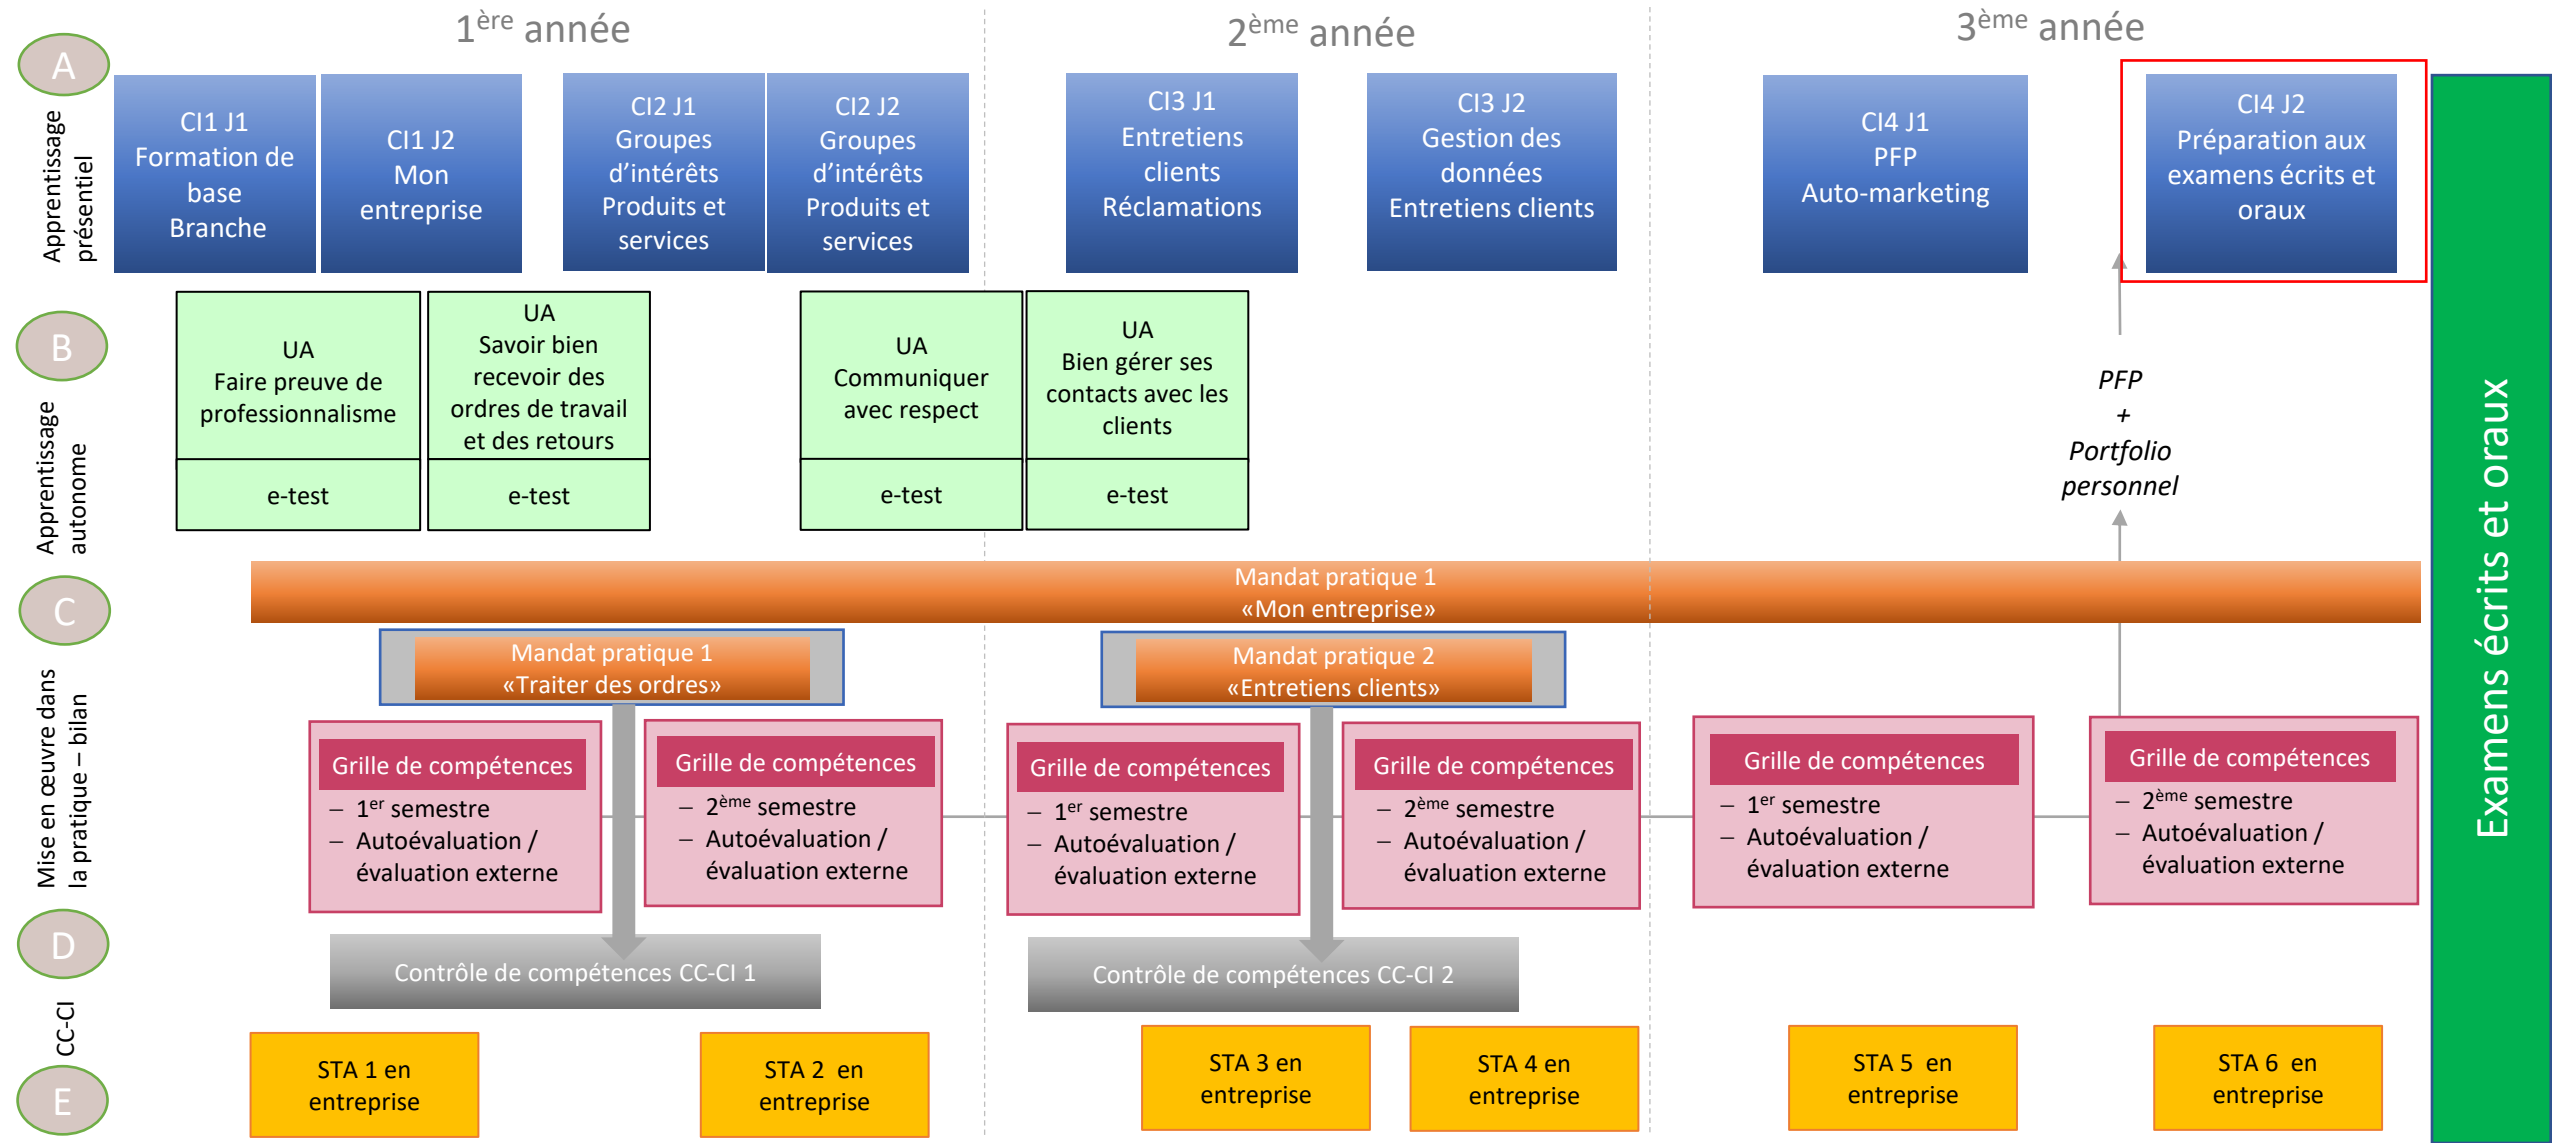 1ère année
2ème année
3ème année
A
Apprentissage
présentiel
CI1 J1
Formation de
base
Branche
CI1 J2
Mon
entreprise
CI2 J1
Groupes
d’intérêts
Produits et
services
CI2 J2
Groupes
d’intérêts
Produits et
services
CI3 J1
Entretiens
clients
Réclamations
CI3 J2
Gestion des
données
Entretiens clients
CI4 J1
PFP
Auto-marketing
CI4 J2
Préparation aux
examens écrits et
oraux
B
Apprentissage
autonome
UA
Faire preuve de
professionnalisme
e-test
UA
Savoir bien
recevoir des
ordres de travail
et des retours
e-test
UA
Communiquer
avec respect
e-test
UA
Bien gérer ses
contacts avec les
clients
e-test
PFP
+
Portfolio
personnel
C
Mise en œuvre dans
la pratique – bilan
Mandat pratique 1
«Mon entreprise»
Mandat pratique 1
«Traiter des ordres»
Mandat pratique 2
«Entretiens clients»
Grille de compétences
– 1er semestre
– Autoévaluation /
évaluation externe
Grille de compétences
– 2ème semestre
– Autoévaluation /
évaluation externe
Grille de compétences
– 1er semestre
– Autoévaluation /
évaluation externe
Grille de compétences
– 2ème semestre
– Autoévaluation /
évaluation externe
Grille de compétences
– 1er semestre
– Autoévaluation /
évaluation externe
Grille de compétences
– 2ème semestre
– Autoévaluation /
évaluation externe
D
CC-CI
Contrôle de compétences CC-CI 1
Contrôle de compétences CC-CI 2
E
STA 1 en
entreprise
STA 2 en
entreprise
STA 3 en
entreprise
STA 4 en
entreprise
STA 5 en
entreprise
STA 6 en
entreprise
Examens écrits et oraux